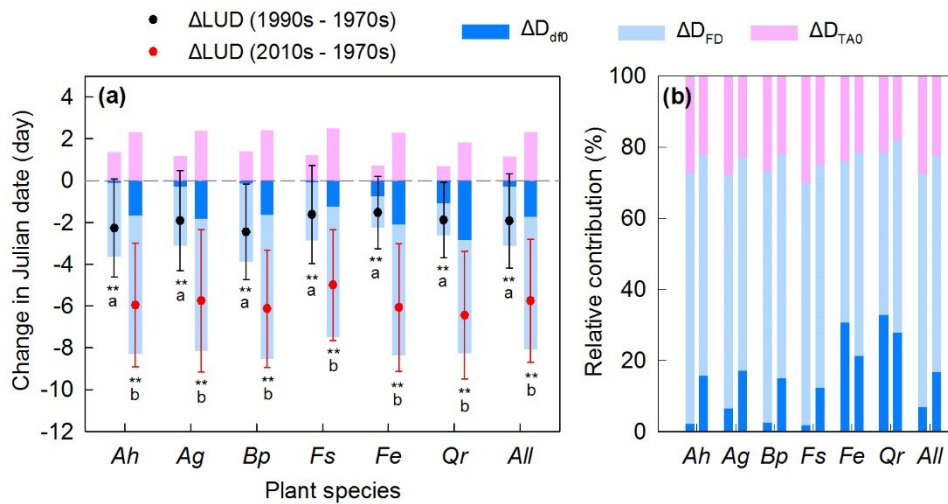 ΔLUD (1990s - 1970s)
ΔLUD (2010s - 1970s)
ΔD_df0
ΔD_FD
ΔD_TA0
(a)
Change in Julian date (day)
4
2
0
-2
-4
-6
-8
-10
-12
** ** ** ** ** ** **
a a a a a a a
** ** ** ** ** ** **
b b b b b b b
Ah Ag Bp Fs Fe Qr All
Plant species
(b)
Relative contribution (%)
100
80
60
40
20
0
Ah Ag Bp Fs Fe Qr All